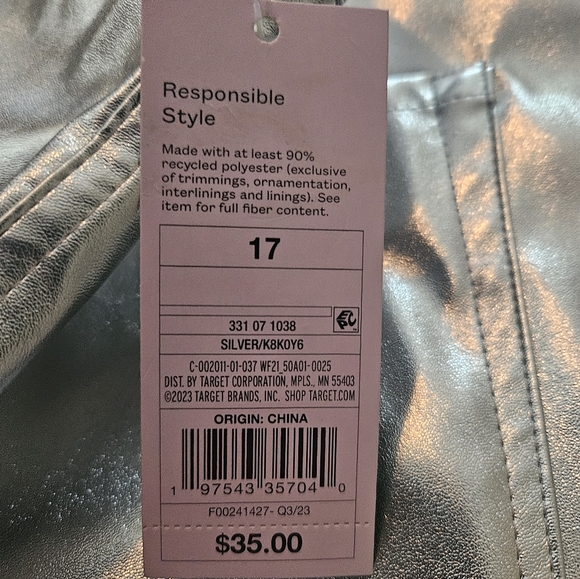 Responsible
Style
Made with at least 90%
recycled polyester (exclusive
of trimmings, ornamentation,
interlinings and linings). See
item for full fiber content.
17
331 07 1038
SILVER/K8K0Y6
C-002011-01-037 WF21_50A01-0025
DIST. BY TARGET CORPORATION, MPLS., MN 55403
©2023 TARGET BRANDS, INC. SHOP TARGET.COM
ORIGIN: CHINA
1 97543 35704 0
F00241427- Q3/23
$35.00